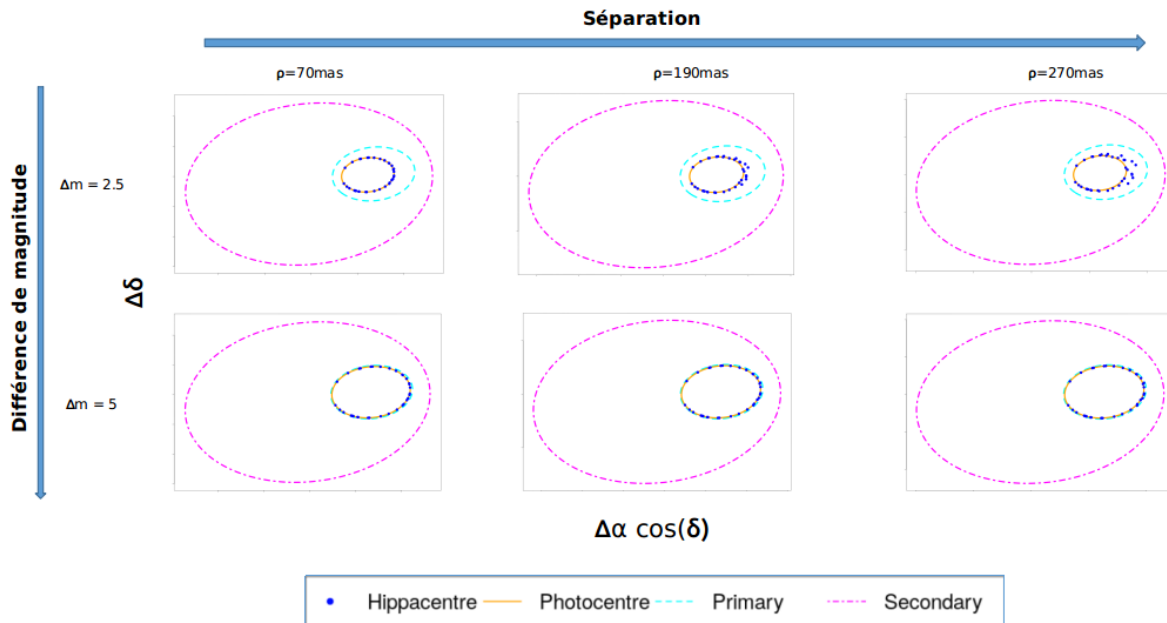 Séparation
ρ=70mas
ρ=190mas
ρ=270mas
Différence de magnitude
Δm = 2.5
Δδ
Δm = 5
Δα cos(δ)
Hippacentre
Photocentre
Primary
Secondary